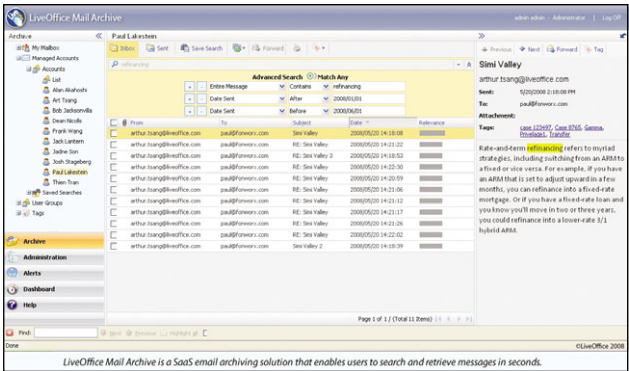 LiveOffice Mail Archive
admin admin - Administrator | Log Off
Archive
My Mailbox
Managed Accounts
Accounts
List
Alan Akahoshi
Art Tsang
Bob Jadksonvilla
Dean Nicolls
Frank Wang
Jack Lantern
Jadne Son
Josh Stageberg
Paul Lakestein
Them Tran
Saved Searches
User Groups
Tags
Archive
Administration
Alerts
Dashboard
Help
Paul Lakestein
Inbox Sent Save Search Forward
refinancing
Advanced Search Match Any
Entire Message Contains refinancing
Date Sent After 2008/01/01
Date Sent Before 2008/06/01
From To Subject Date Relevance
arthur.tsang@liveoffice.com paul@forworx.com Simi Valley 2008/05/20 14:18:08
arthur.tsang@liveoffice.com paul@forworx.com RE: Simi Valley 2008/05/20 14:21:22
arthur.tsang@liveoffice.com paul@forworx.com RE: Simi Valley 3 2008/05/20 14:18:53
arthur.tsang@liveoffice.com paul@forworx.com RE: Simi Valley 2008/05/20 14:22:30
arthur.tsang@liveoffice.com paul@forworx.com RE: Simi Valley 2008/05/20 14:20:59
arthur.tsang@liveoffice.com paul@forworx.com RE: Simi Valley 2008/05/20 14:21:06
arthur.tsang@liveoffice.com paul@forworx.com RE: Simi Valley 2008/05/20 14:21:12
arthur.tsang@liveoffice.com paul@forworx.com RE: Simi Valley 2008/05/20 14:21:17
arthur.tsang@liveoffice.com paul@forworx.com RE: Simi Valley 2008/05/20 14:21:26
arthur.tsang@liveoffice.com paul@forworx.com RE: Simi Valley 2008/05/20 14:22:02
arthur.tsang@liveoffice.com paul@forworx.com Simi Valley 2 2008/05/20 14:18:39
Page 1 of 1 / (Total 11 Items)
Previous Next Forward Tag
Simi Valley
arthur.tsang@liveoffice.com
Sent: 5/20/2008 2:18:08 PM
To: paul@forworx.com
Attachment:
Tags: case 123497, Case 8765, Gamma,
Privilage1, Transfer
Rate-and-term refinancing refers to myriad
strategies, including switching from an ARM to
a fixed or vice versa. For example, if you have
an ARM that is set to adjust upward in a few
months, you can refinance into a fixed-rate
mortgage. Or if you have a fixed-rate loan and
you know you'll move in two or three years,
you could refinance into a lower-rate 3/1
hybrid ARM.
Find: Next Previous Highlight all
Done
©LiveOffice 2008
LiveOffice Mail Archive is a SaaS email archiving solution that enables users to search and retrieve messages in seconds.